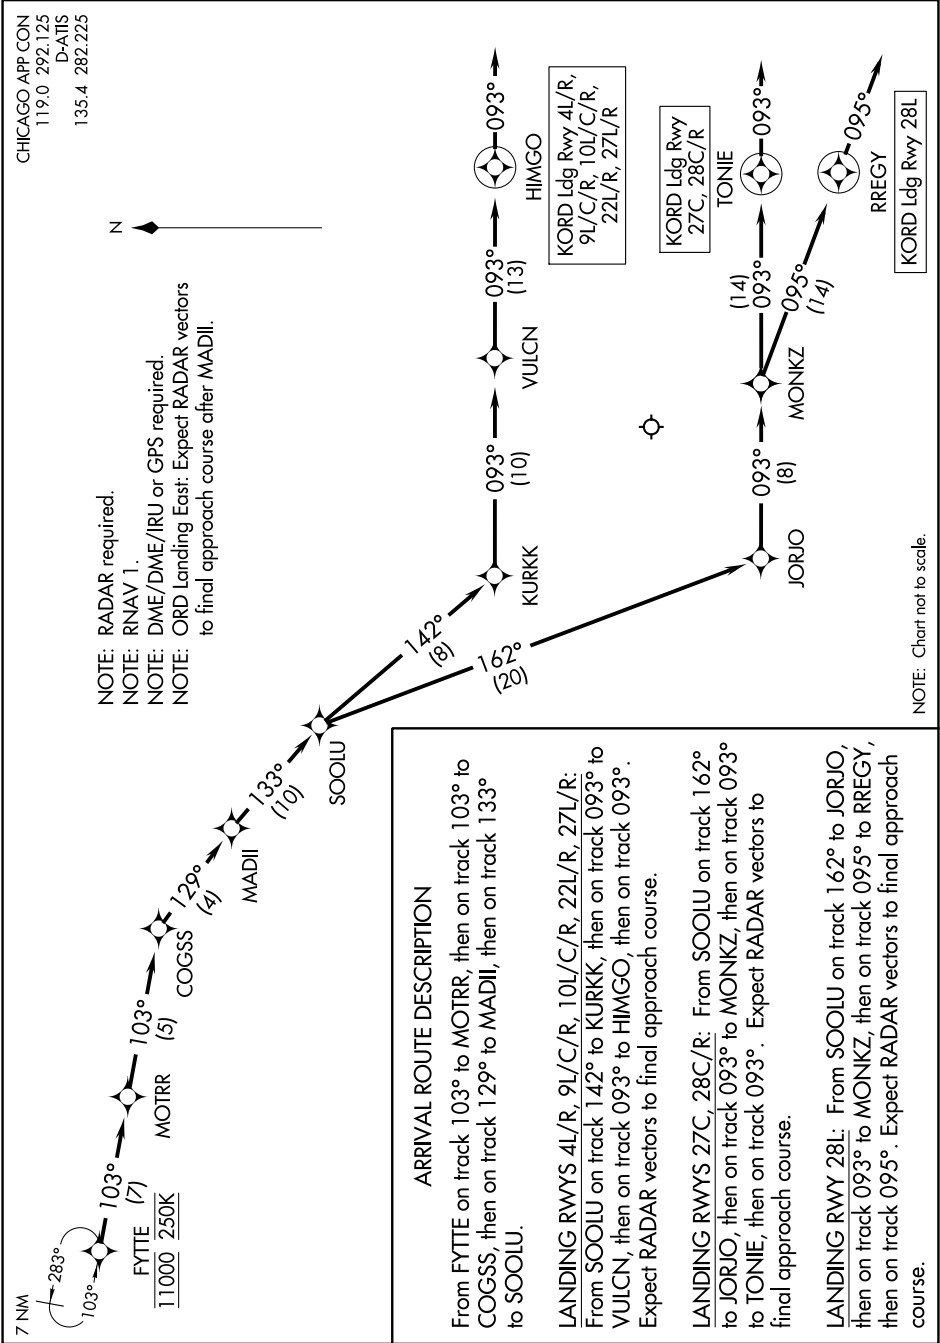 CHICAGO APP CON
119.0 292.125
D-ATIS
135.4 282.225
N
NOTE: RADAR required.
NOTE: RNAV 1.
NOTE: DME/DME/IRU or GPS required.
NOTE: ORD Landing East: Expect RADAR vectors
to final approach course after MADII.
7 NM
283°
103°
FYTTE
11000 250K
103°
(7)
MOTRR
103°
(5)
COGSS
129°
(4)
MADII
133°
(10)
SOOLU
142°
(8)
KURKK
093°
(10)
VULCN
093°
(13)
HIMGO
093°
KORD Ldg Rwy 4L/R,
9L/C/R, 10L/C/R,
22L/R, 27L/R
162°
(20)
JORJO
093°
(8)
MONKZ
(14)
093°
TONIE
093°
KORD Ldg Rwy
27C, 28C/R
095°
(14)
RREGY
095°
KORD Ldg Rwy 28L
ARRIVAL ROUTE DESCRIPTION
From FYTTE on track 103° to MOTRR, then on track 103° to
COGSS, then on track 129° to MADII, then on track 133°
to SOOLU.
LANDING RWYS 4L/R, 9L/C/R, 10L/C/R, 22L/R, 27L/R:
From SOOLU on track 142° to KURKK, then on track 093° to
VULCN, then on track 093° to HIMGO, then on track 093°.
Expect RADAR vectors to final approach course.
LANDING RWYS 27C, 28C/R: From SOOLU on track 162°
to JORJO, then on track 093° to MONKZ, then on track 093°
to TONIE, then on track 093°. Expect RADAR vectors to
final approach course.
LANDING RWY 28L: From SOOLU on track 162° to JORJO,
then on track 093° to MONKZ, then on track 095° to RREGY,
then on track 095°. Expect RADAR vectors to final approach
course.
NOTE: Chart not to scale.